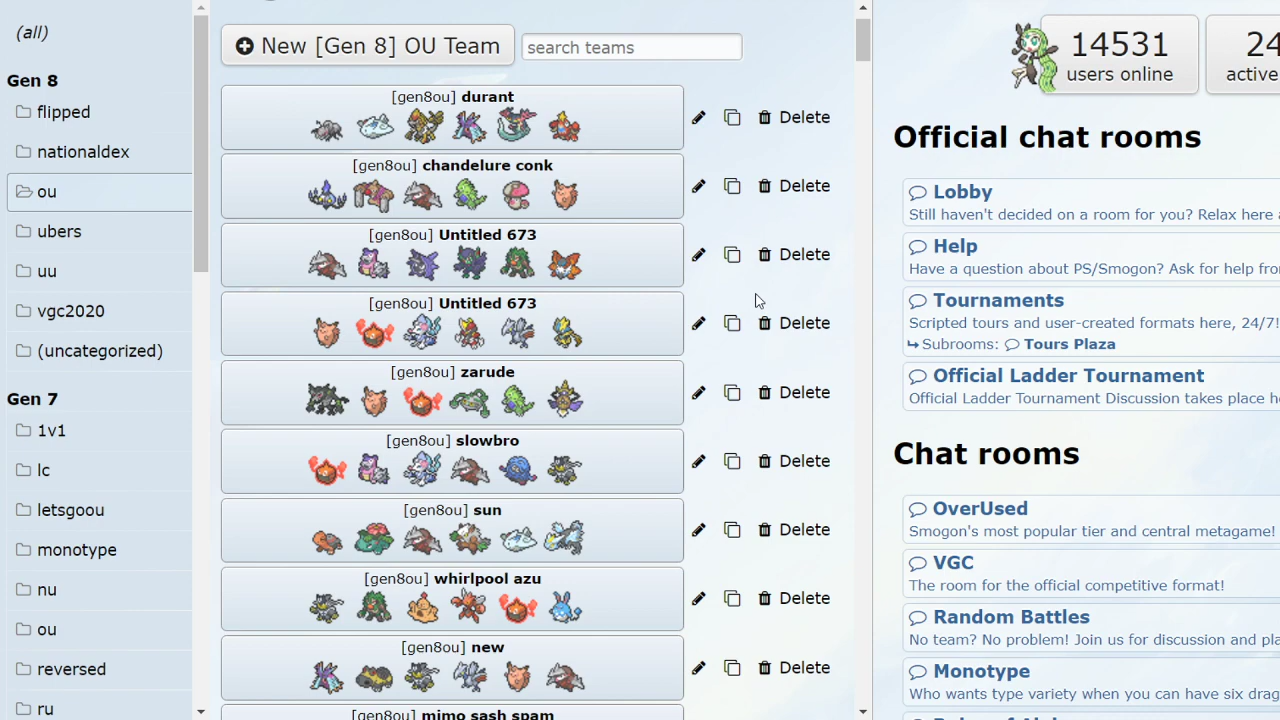 (all)
Gen 8
flipped
nationaldex
ou
ubers
uu
vgc2020
(uncategorized)
Gen 7
1v1
lc
letsgoou
monotype
nu
ou
reversed
ru
New [Gen 8] OU Team
search teams
[gen8ou] durant
Delete
[gen8ou] chandelure conk
Delete
[gen8ou] Untitled 673
Delete
[gen8ou] Untitled 673
Delete
[gen8ou] zarude
Delete
[gen8ou] slowbro
Delete
[gen8ou] sun
Delete
[gen8ou] whirlpool azu
Delete
[gen8ou] new
Delete
[gen8ou] mimo sash spam
14531
users online
24
active
Official chat rooms
Lobby
Still haven't decided on a room for you? Relax here
Help
Have a question about PS/Smogon? Ask for help from
Tournaments
Scripted tours and user-created formats here, 24/7!
Subrooms: Tours Plaza
Official Ladder Tournament
Official Ladder Tournament Discussion takes place
Chat rooms
OverUsed
Smogon's most popular tier and central metagame!
VGC
The room for the official competitive format!
Random Battles
No team? No problem! Join us for discussion and
Monotype
Who wants type variety when you can have six